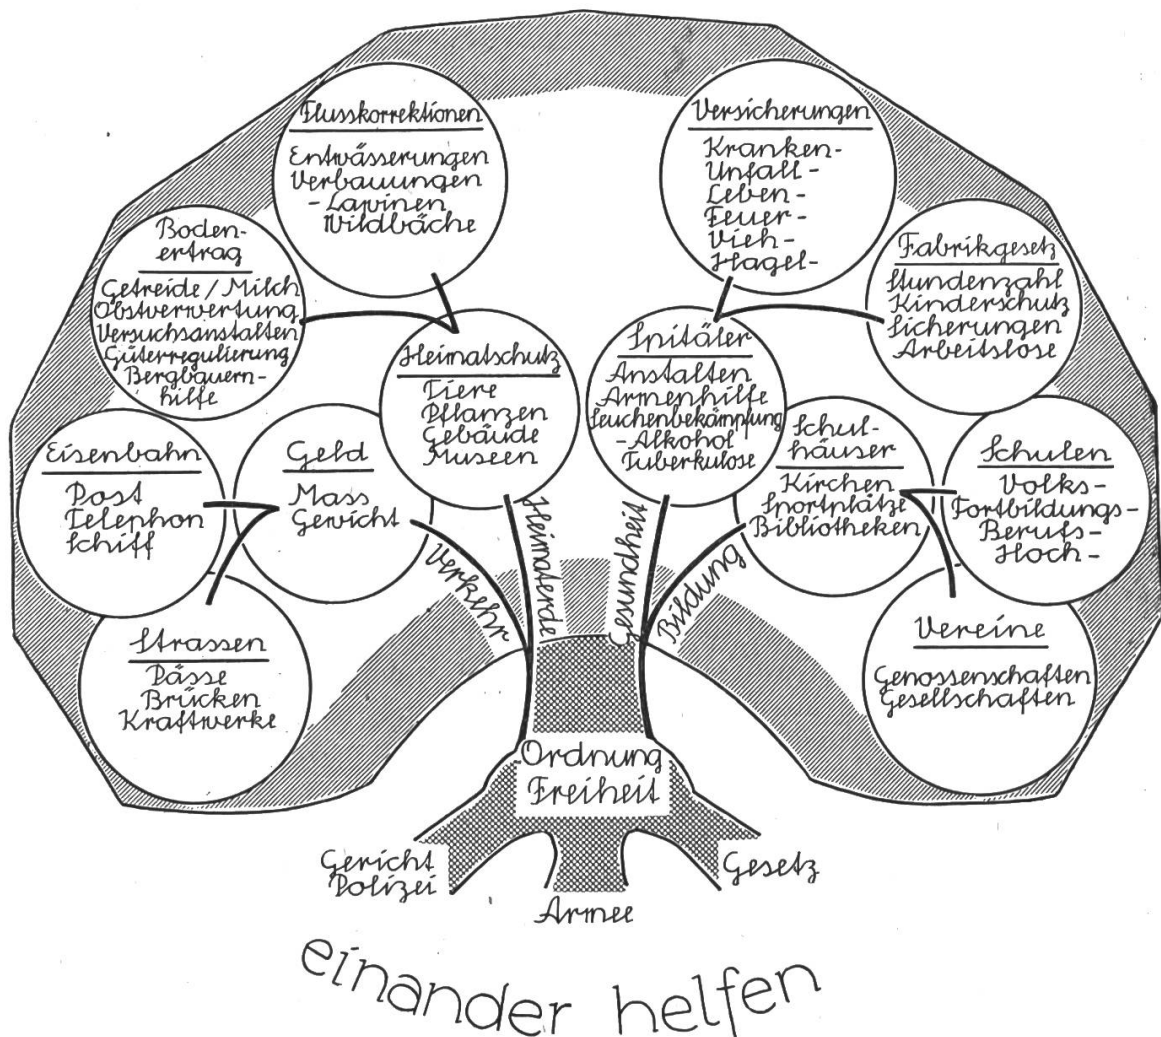 Flusskorrektionen
Entwässerungen
Verbauungen
- Lawinen
Wildbäche
Versicherungen
Kranken-
Unfall-
Leben-
Feuer-
Vieh-
Hagel-
Boden-
ertrag
Getreide / Milch
Obstverwertung
Versuchsanstalten
Güterregulierung
Bergbauern-
hilfe
Fabrikgesetz
Stundenzahl
Kinderschutz
Sicherungen
Arbeitslose
Heimatschutz
Tiere
Pflanzen
Gebäude
Museen
Spitäler
Anstalten
Armenhilfe
Seuchenbekämpfung
- Alkohol
Tuberkulose
Eisenbahn
Post
Telephon
Schiff
Geld
Mass
Gewicht
Schul-
häuser
Kirchen
Sportplätze
Bibliotheken
Schulen
Volks-
Fortbildungs-
Berufs-
Hoch-
Strassen
Pässe
Brücken
Kraftwerke
Vereine
Genossenschaften
Gesellschaften
Verkehr
Heimaterde
Gesundheit
Bildung
Ordnung
Freiheit
Gericht
Polizei
Armee
Gesetz
einander helfen